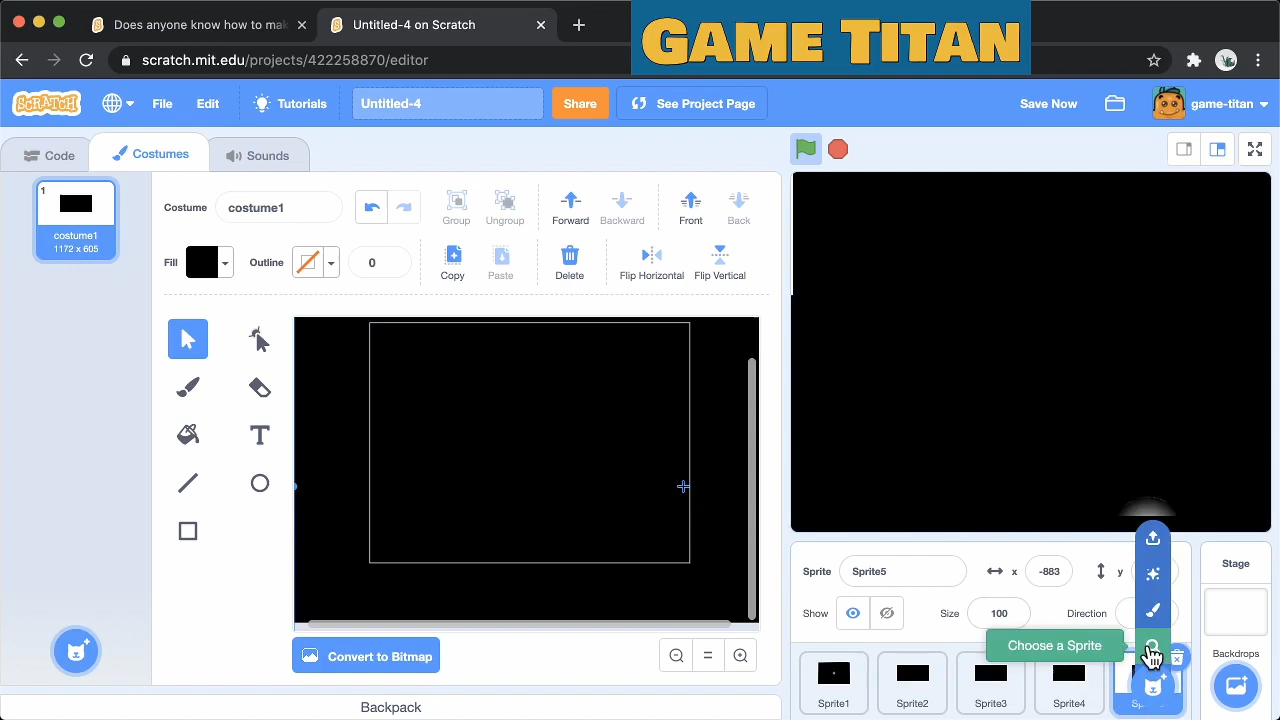 Does anyone know how to mak
Untitled-4 on Scratch
GAME TITAN
scratch.mit.edu/projects/422258870/editor
SCRATCH
File
Edit
Tutorials
Untitled-4
Share
See Project Page
Save Now
game-titan
Code
Costumes
Sounds
1
costume1
1172 x 605
Costume
costume1
Group
Ungroup
Forward
Backward
Front
Back
Fill
Outline
0
Copy
Paste
Delete
Flip Horizontal
Flip Vertical
T
Convert to Bitmap
Backpack
Sprite
Sprite5
x
-883
y
Show
Size
100
Direction
Choose a Sprite
Sprite1
Sprite2
Sprite3
Sprite4
Stage
Backdrops